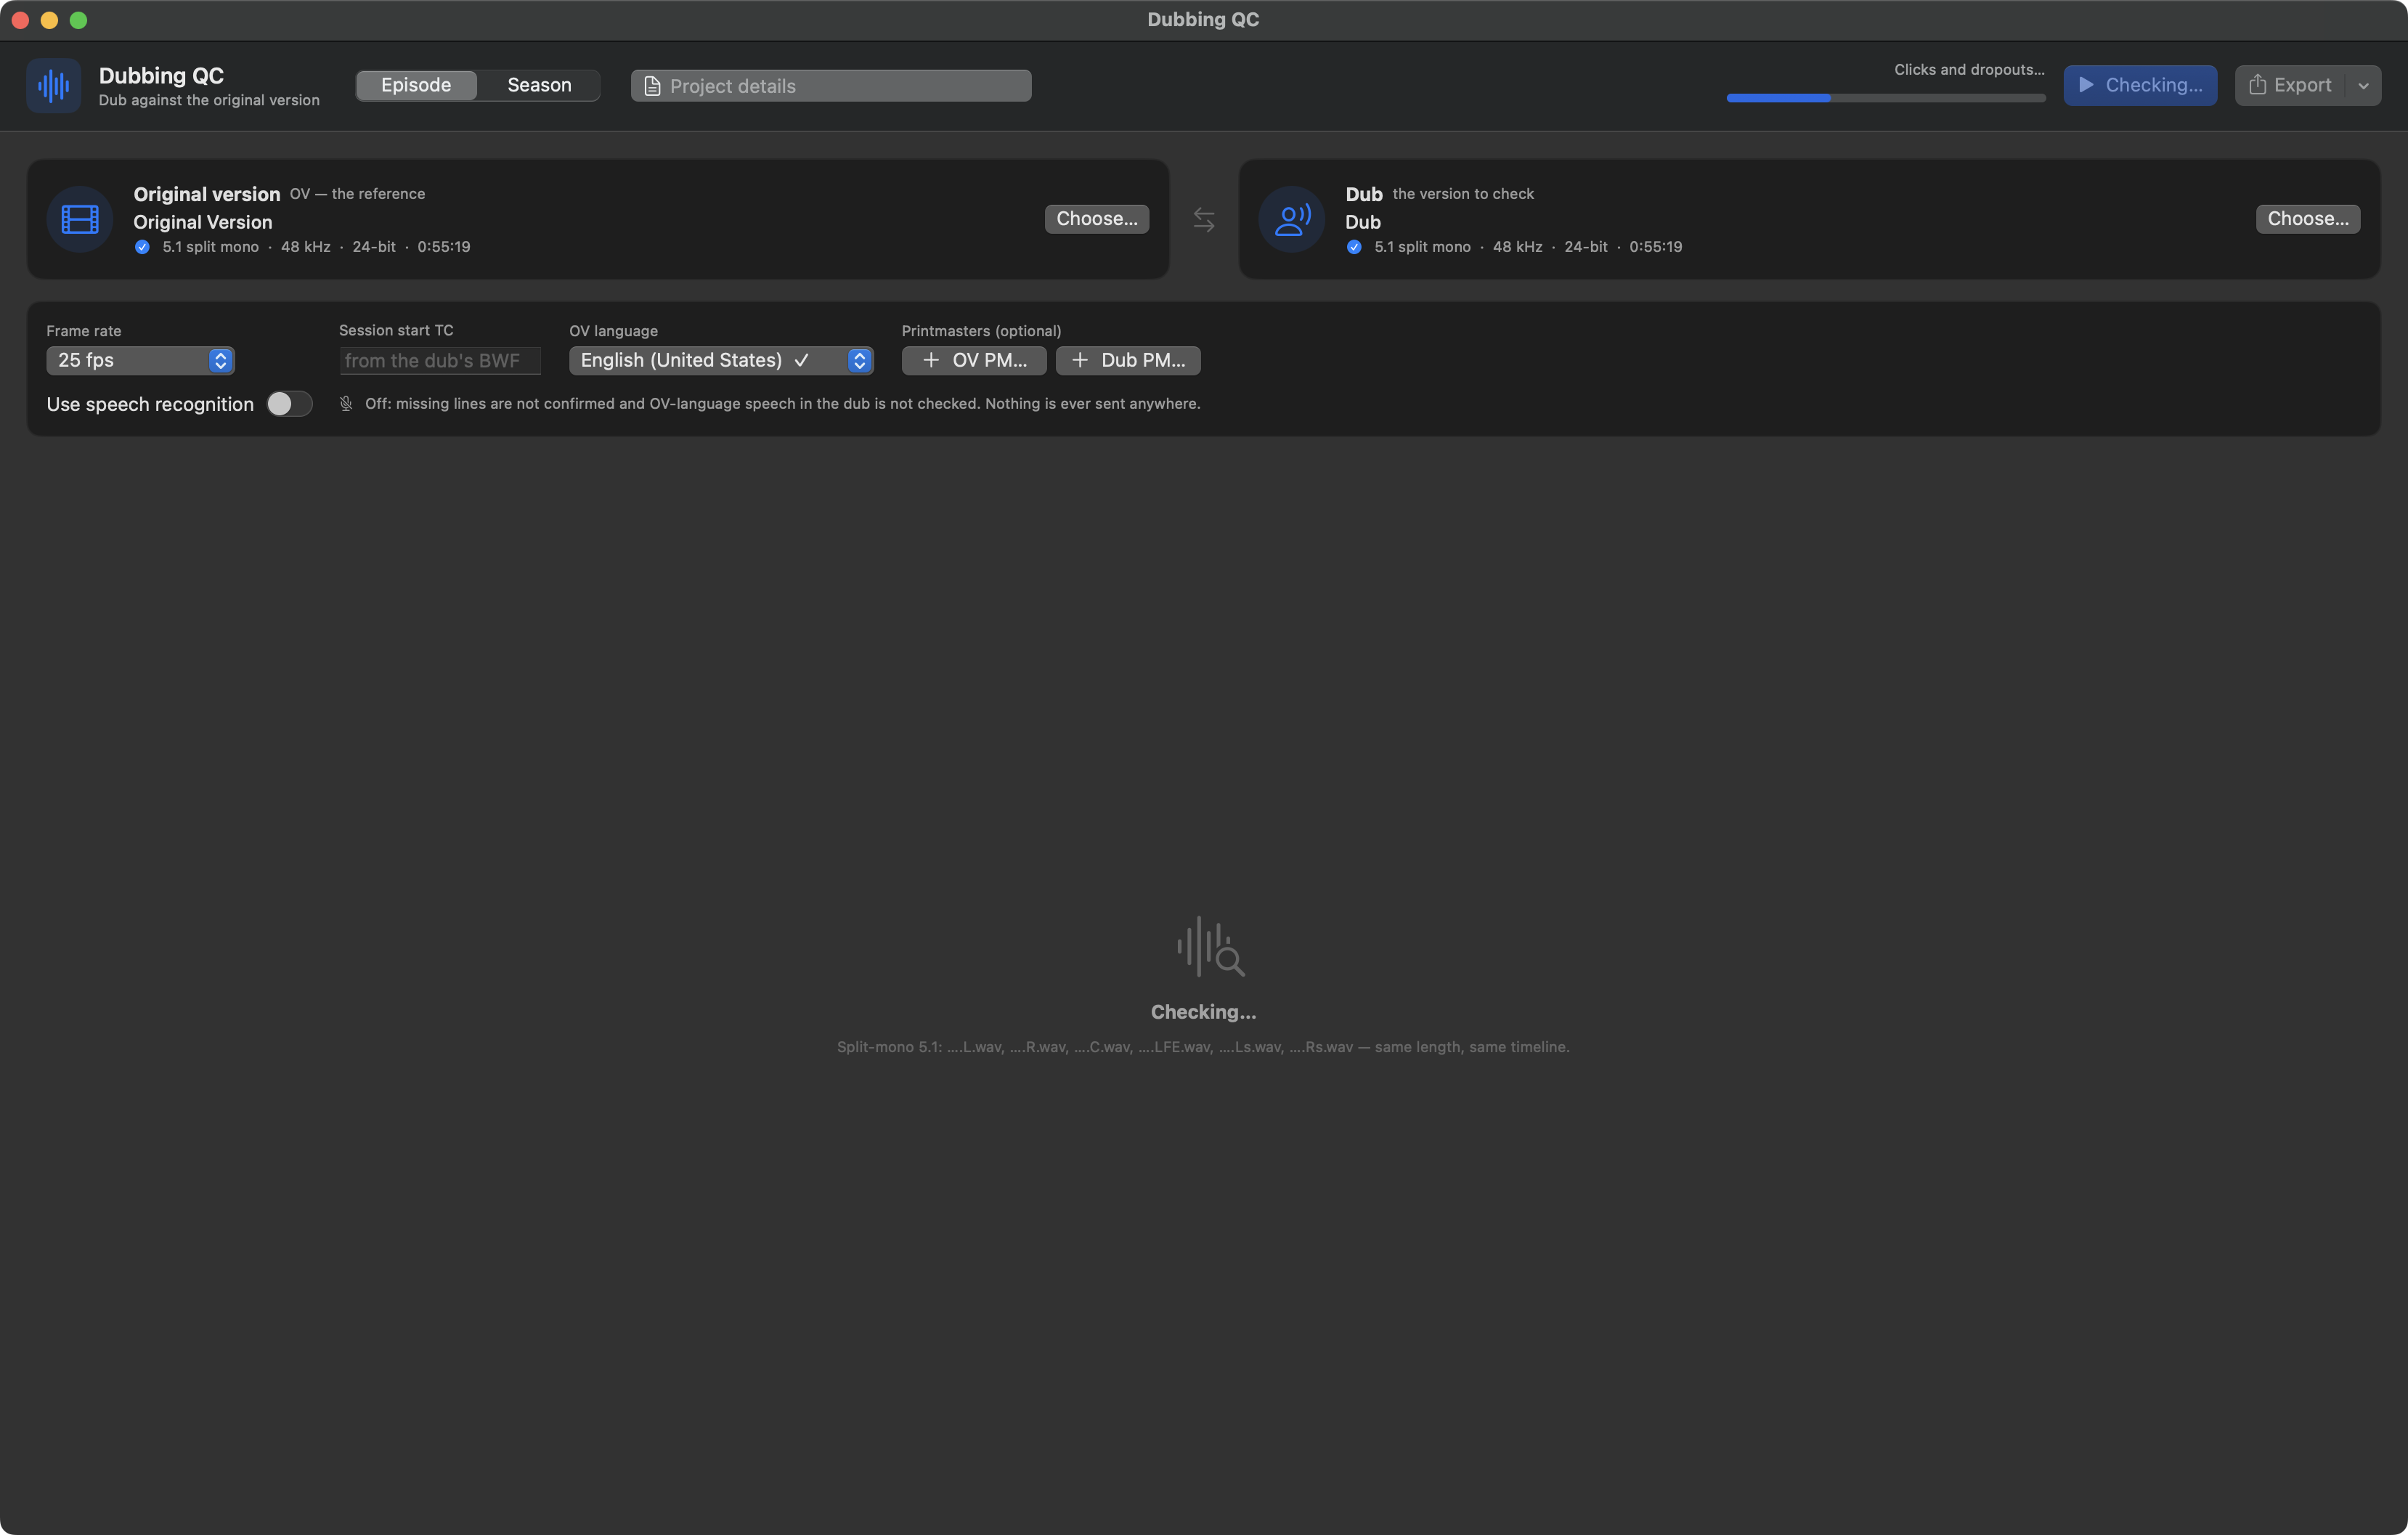 Dubbing QC
Dubbing QC
Dub against the original version
Episode
Season
Project details
Clicks and dropouts...
Checking...
Export
Original version OV — the reference
Original Version
5.1 split mono · 48 kHz · 24-bit · 0:55:19
Choose...
Dub the version to check
Dub
5.1 split mono · 48 kHz · 24-bit · 0:55:19
Choose...
Frame rate
25 fps
Session start TC
from the dub's BWF
OV language
English (United States) ✓
Printmasters (optional)
+ OV PM...
+ Dub PM...
Use speech recognition
Off: missing lines are not confirmed and OV-language speech in the dub is not checked. Nothing is ever sent anywhere.
Checking...
Split-mono 5.1: ….L.wav, ….R.wav, ….C.wav, ….LFE.wav, ….Ls.wav, ….Rs.wav — same length, same timeline.